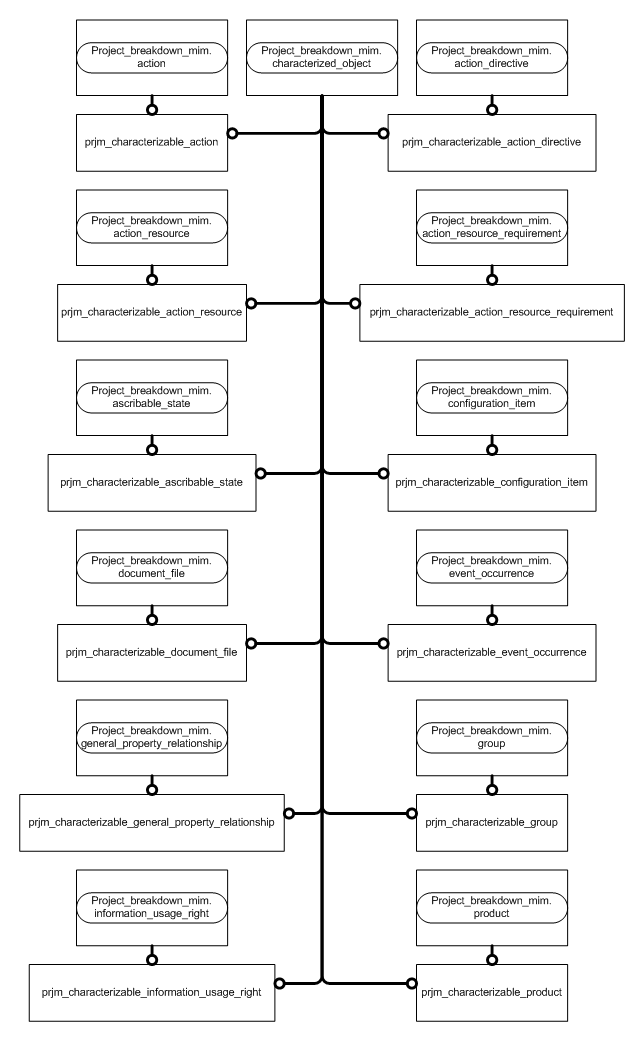 Project_breakdown_mim.
action
Project_breakdown_mim.
characterized_object
Project_breakdown_mim.
action_directive
prjm_characterizable_action
prjm_characterizable_action_directive
Project_breakdown_mim.
action_resource
Project_breakdown_mim.
action_resource_requirement
prjm_characterizable_action_resource
prjm_characterizable_action_resource_requirement
Project_breakdown_mim.
ascribable_state
Project_breakdown_mim.
configuration_item
prjm_characterizable_ascribable_state
prjm_characterizable_configuration_item
Project_breakdown_mim.
document_file
Project_breakdown_mim.
event_occurrence
prjm_characterizable_document_file
prjm_characterizable_event_occurrence
Project_breakdown_mim.
general_property_relationship
Project_breakdown_mim.
group
prjm_characterizable_general_property_relationship
prjm_characterizable_group
Project_breakdown_mim.
information_usage_right
Project_breakdown_mim.
product
prjm_characterizable_information_usage_right
prjm_characterizable_product